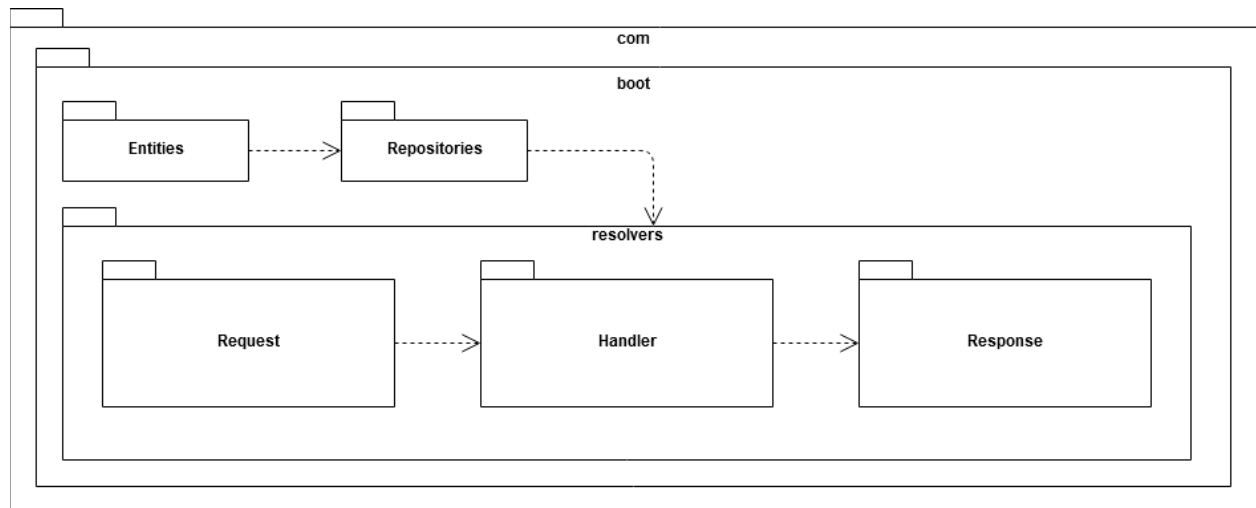 com
boot
Entities
Repositories
resolvers
Request
Handler
Response